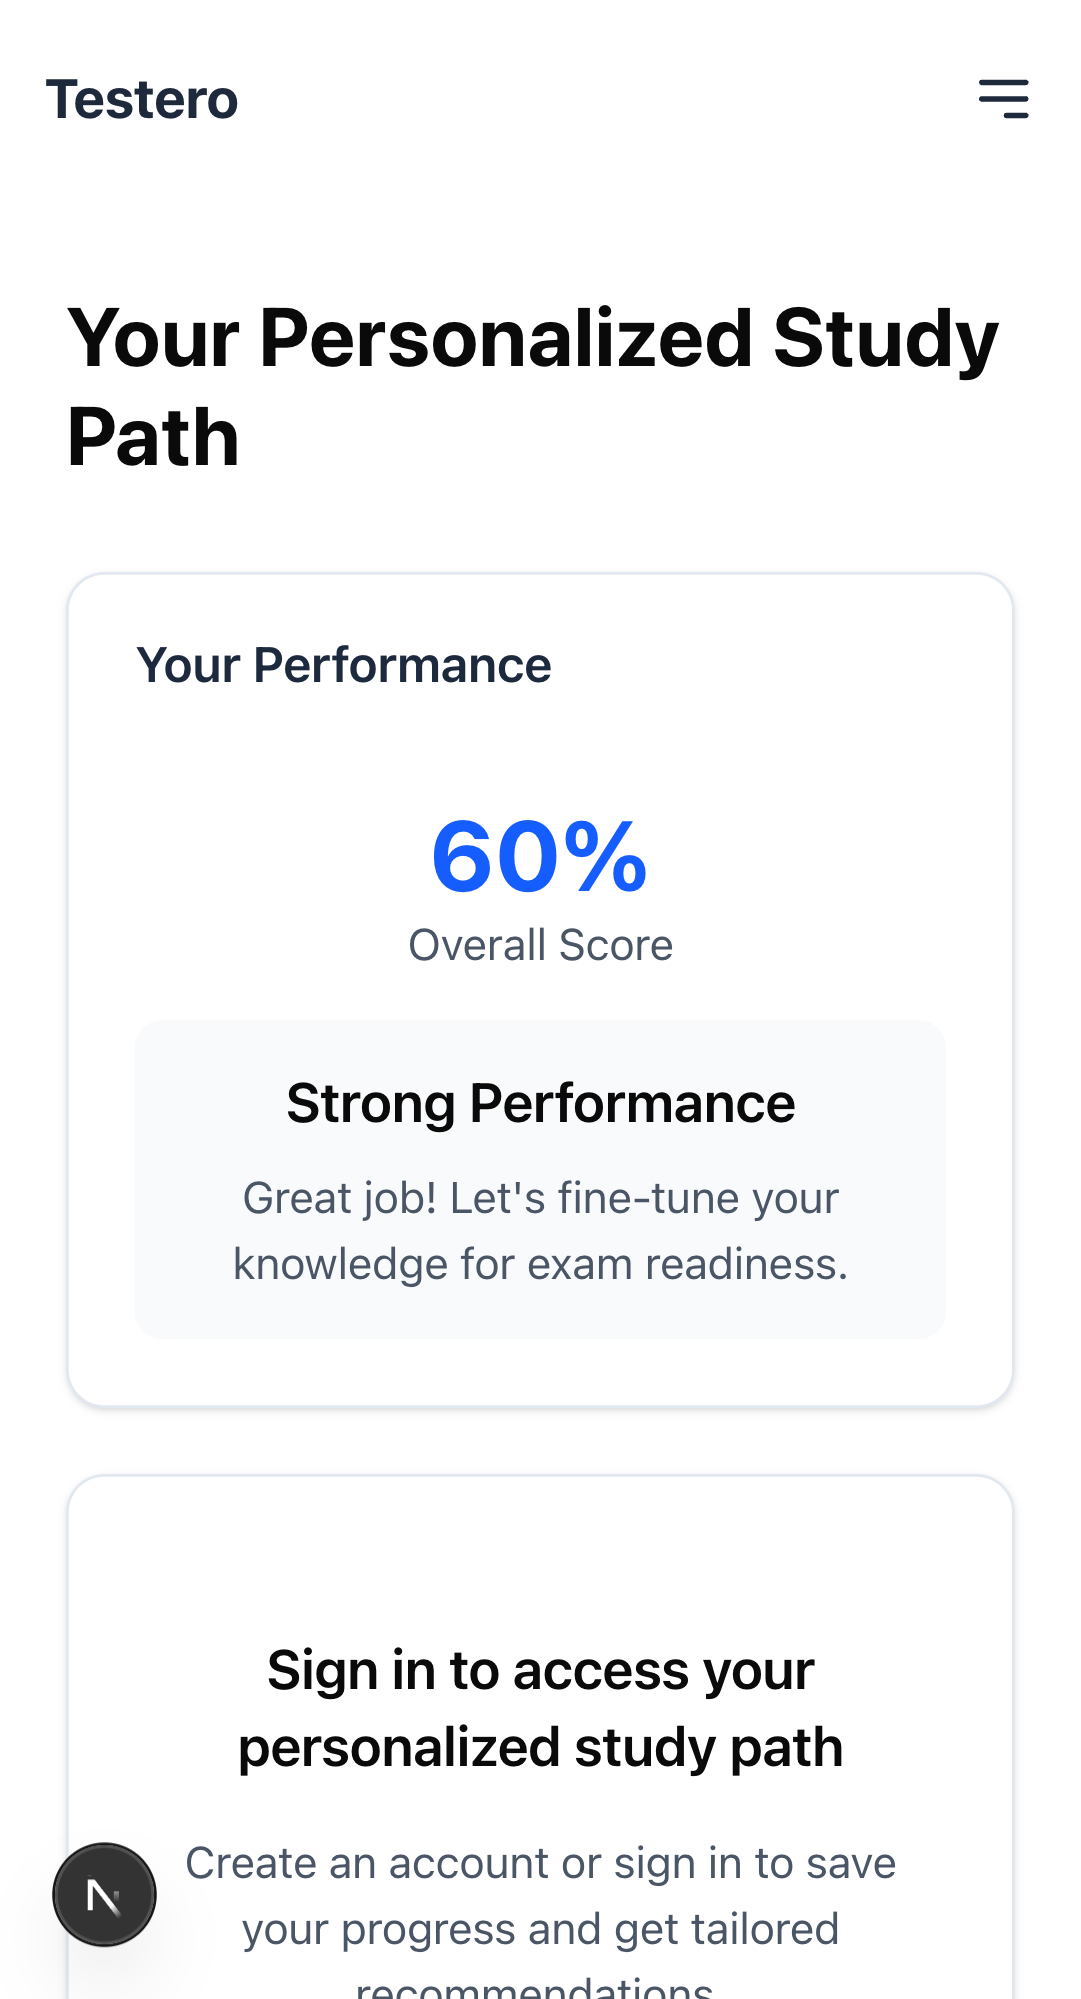 Testero
Your Personalized Study
Path
Your Performance
60%
Overall Score
Strong Performance
Great job! Let's fine-tune your
knowledge for exam readiness.
Sign in to access your
personalized study path
Create an account or sign in to save
your progress and get tailored
recommendations.
N